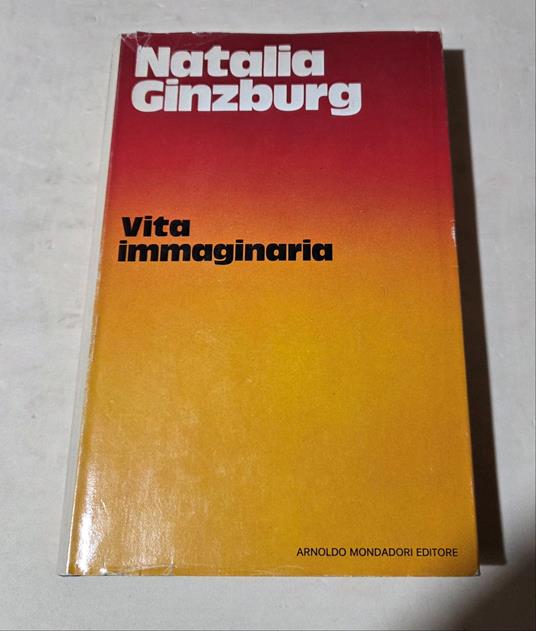 Natalia
Ginzburg
Vita
immaginaria
ARNOLDO MONDADORI EDITORE